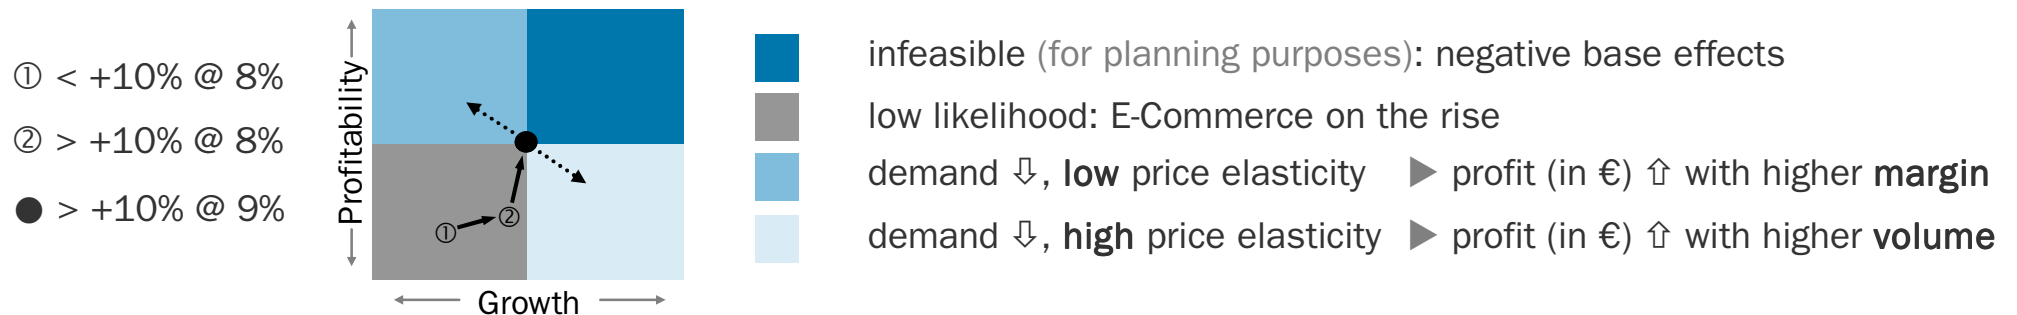 ① < +10% @ 8%
② > +10% @ 8%
● > +10% @ 9%
Profitability
①
②
Growth
infeasible (for planning purposes): negative base effects
low likelihood: E-Commerce on the rise
demand ⇩, low price elasticity ▶ profit (in €) ⇧ with higher margin
demand ⇩, high price elasticity ▶ profit (in €) ⇧ with higher volume